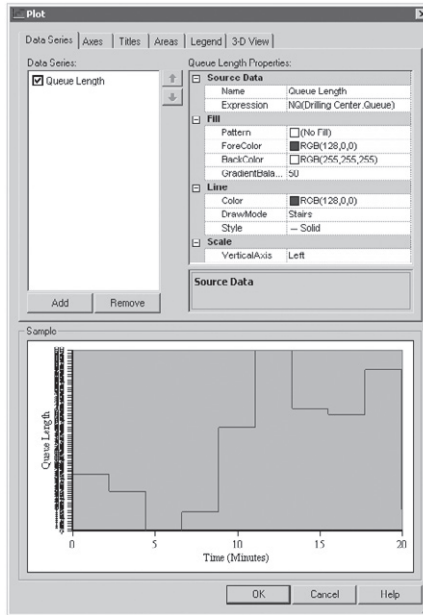 Plot
Data Series Axes Titles Areas Legend 3-D View
Data Series:
Queue Length
Add Remove
Queue Length Properties:
Source Data
Name Queue Length
Expression NQ(Drilling Center.Queue)
Fill
Pattern (No Fill)
ForeColor RGB(128,0,0)
BackColor RGB(255,255,255)
GradientBala... 50
Line
Color RGB(128,0,0)
DrawMode Stairs
Style — Solid
Scale
VerticalAxis Left
Source Data
Sample
Queue Length
0 5 10 15 20
Time (Minutes)
OK Cancel Help